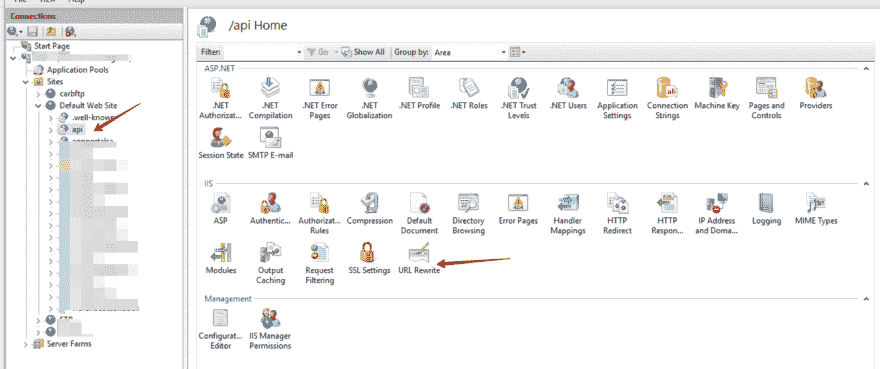 File View Help
Connections
Start Page
Application Pools
Sites
carbftp
Default Web Site
.well-known
api
Server Farms
/api Home
Filter: Go Show All Group by: Area
ASP.NET
.NET Authorizat... .NET Compilation .NET Error Pages .NET Globalization .NET Profile .NET Roles .NET Trust Levels .NET Users Application Settings Connection Strings Machine Key Pages and Controls Providers
Session State SMTP E-mail
IIS
ASP Authentic... Authorizat... Rules Compression Default Document Directory Browsing Error Pages Handler Mappings HTTP Redirect HTTP Respon... IP Address and Doma... Logging MIME Types
Modules Output Caching Request Filtering SSL Settings URL Rewrite
Management
Configurat... Editor IIS Manager Permissions